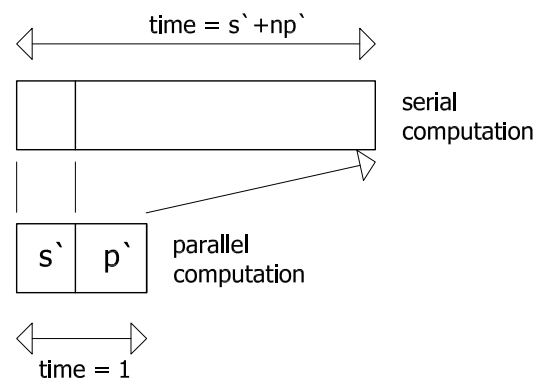 time = s`+np`
serial
computation
s` p`
parallel
computation
time = 1